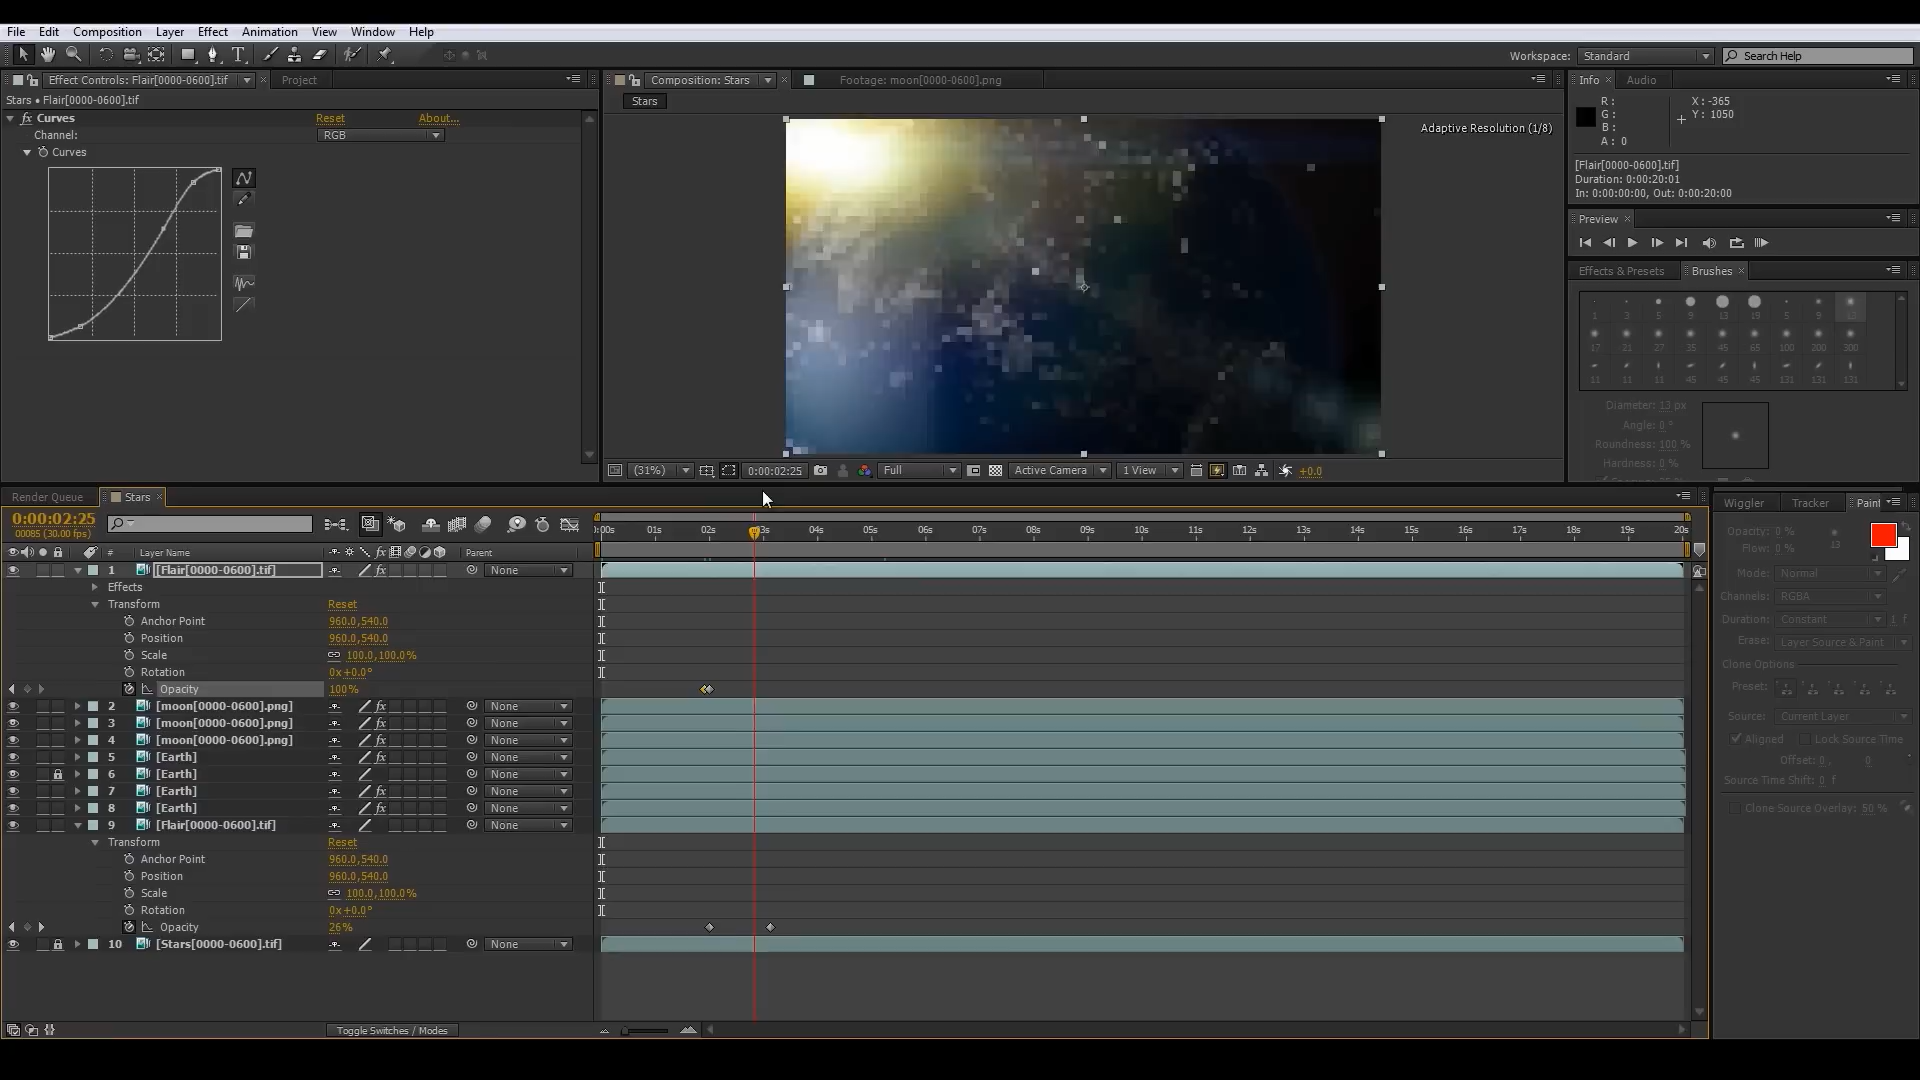 File Edit Composition Layer Effect Animation View Window Help
Workspace: Standard Search Help
Effect Controls: Flair[0000-0600].tif Project
Composition: Stars Footage: moon[0000-0600].png
Info Audio
Stars • Flair[0000-0600].tif
Stars
R: X: -365
G: Y: 1050
B:
A: 0
fx Curves Reset About...
Channel: RGB
Curves
Adaptive Resolution (1/8)
[Flair[0000-0600].tif]
Duration: 0:00:20:01
In: 0:00:00:00, Out: 0:00:20:00
Preview
Effects & Presets Brushes
1 3 5 9 13 19 5 9 13
17 21 27 35 45 65 100 200 300
11 11 11 45 45 131 131 131
Diameter: 13 px
Angle: 0°
Roundness: 100 %
Hardness: 0 %
(31%) 0:00:02:25 Full Active Camera 1 View +0.0
Render Queue Stars
Wiggler Tracker Paint
0:00:02:25
00085 (30.00 fps)
:00s 01s 02s 03s 04s 05s 06s 07s 08s 09s 10s 11s 12s 13s 14s 15s 16s 17s 18s 19s 20s
# Layer Name fx Parent
1 [Flair[0000-0600].tif] fx None
Effects
Transform Reset
Anchor Point 960.0,540.0
Position 960.0,540.0
Scale 100.0,100.0%
Rotation 0x+0.0°
Opacity 100%
2 [moon[0000-0600].png] fx None
3 [moon[0000-0600].png] fx None
4 [moon[0000-0600].png] fx None
5 [Earth] fx None
6 [Earth] None
7 [Earth] fx None
8 [Earth] fx None
9 [Flair[0000-0600].tif] None
Transform Reset
Anchor Point 960.0,540.0
Position 960.0,540.0
Scale 100.0,100.0%
Rotation 0x+0.0°
Opacity 26%
10 [Stars[0000-0600].tif] None
Toggle Switches / Modes
Opacity: 0 %
Flow: 0 % 13
Mode: Normal
Channels: RGBA
Duration: Constant 1 f
Erase: Layer Source & Paint
Clone Options
Preset: 1 2 3 4 5
Source: Current Layer
Aligned Lock Source Time
Offset: 0, 0
Source Time Shift: 0 f
Clone Source Overlay: 50 %